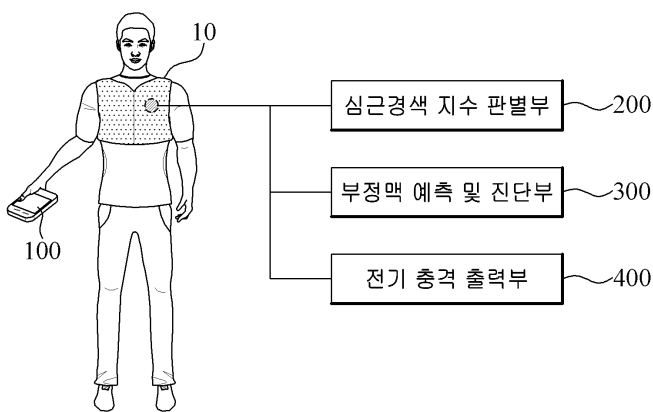 10
심근경색 지수 판별부 200
부정맥 예측 및 진단부 300
100
전기 충격 출력부 400